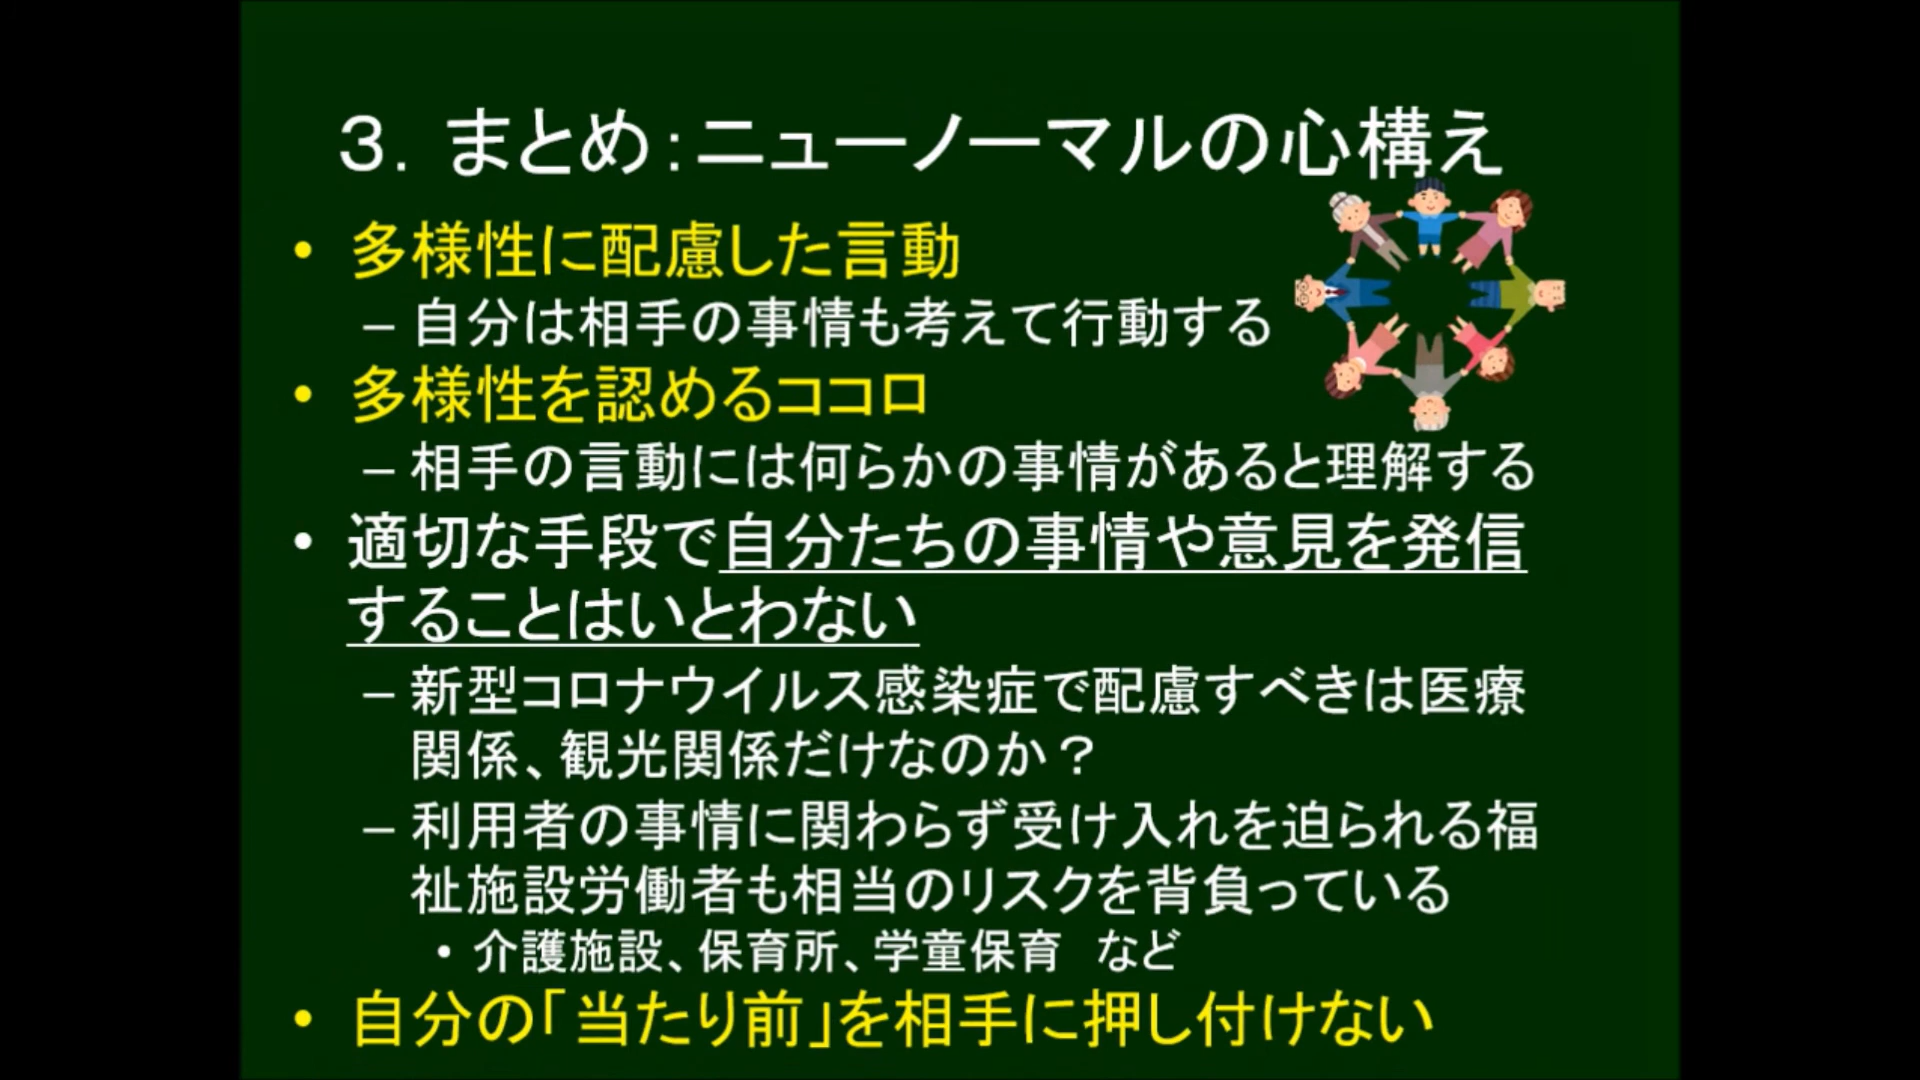 ３．まとめ：ニューノーマルの心構え
• 多様性に配慮した言動
– 自分は相手の事情も考えて行動する
• 多様性を認めるココロ
– 相手の言動には何らかの事情があると理解する
• 適切な手段で自分たちの事情や意見を発信
することはいとわない
– 新型コロナウイルス感染症で配慮すべきは医療
関係、観光関係だけなのか？
– 利用者の事情に関わらず受け入れを迫られる福
祉施設労働者も相当のリスクを背負っている
• 介護施設、保育所、学童保育　など
• 自分の「当たり前」を相手に押し付けない